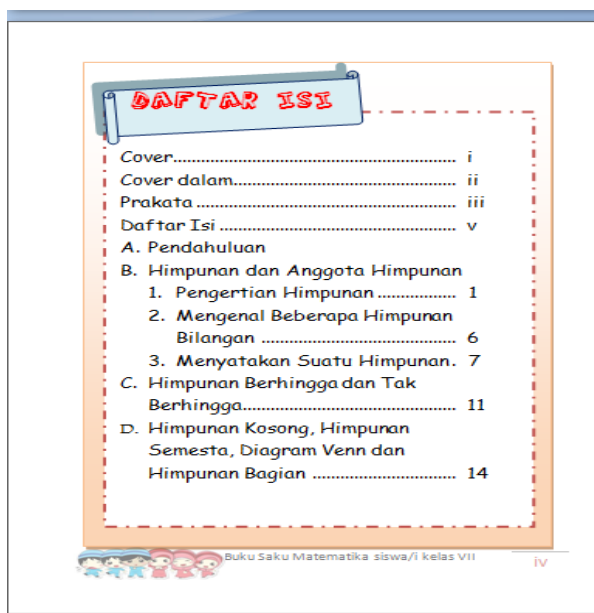 DAFTAR ISI
Cover............................................................. i
Cover dalam................................................ ii
Prakata ........................................................ iii
Daftar Isi ................................................... v
A. Pendahuluan
B. Himpunan dan Anggota Himpunan
1. Pengertian Himpunan ................. 1
2. Mengenal Beberapa Himpunan
Bilangan .......................................... 6
3. Menyatakan Suatu Himpunan. 7
C. Himpunan Berhingga dan Tak
Berhingga.............................................. 11
D. Himpunan Kosong, Himpunan
Semesta, Diagram Venn dan
Himpunan Bagian ............................... 14
Buku Saku Matematika siswa/i kelas VII
iv